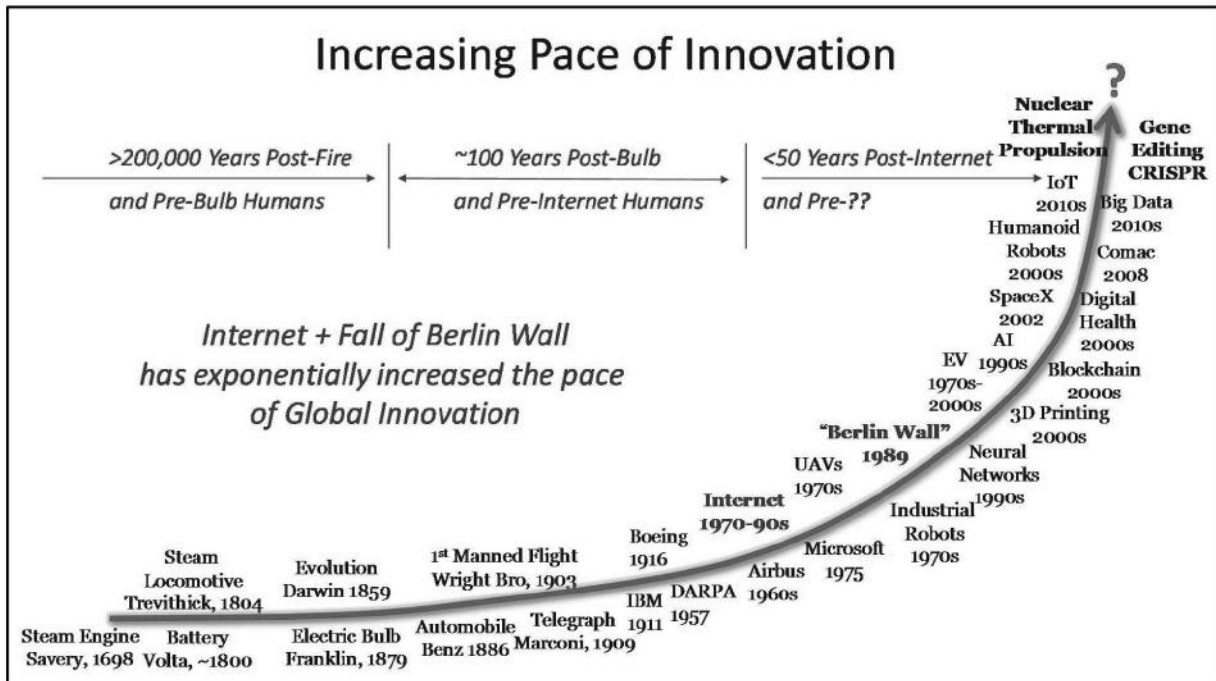 Increasing Pace of Innovation
>200,000 Years Post-Fire
and Pre-Bulb Humans
~100 Years Post-Bulb
and Pre-Internet Humans
<50 Years Post-Internet
and Pre-??
Internet + Fall of Berlin Wall
has exponentially increased the pace
of Global Innovation
Steam Engine
Savery, 1698
Steam
Locomotive
Trevithick, 1804
Battery
Volta, ~1800
Evolution
Darwin 1859
Electric Bulb
Franklin, 1879
1st Manned Flight
Wright Bro, 1903
Automobile
Benz 1886
Telegraph
Marconi, 1909
Boeing
1916
IBM
1911
DARPA
1957
Internet
1970-90s
Airbus
1960s
UAVs
1970s
Microsoft
1975
"Berlin Wall"
1989
Industrial
Robots
1970s
EV
1970s-
2000s
Neural
Networks
1990s
AI
1990s
3D Printing
2000s
SpaceX
2002
Blockchain
2000s
Humanoid
Robots
2000s
Digital
Health
2000s
IoT
2010s
Comac
2008
Big Data
2010s
Nuclear
Thermal
Propulsion
Gene
Editing
CRISPR
?